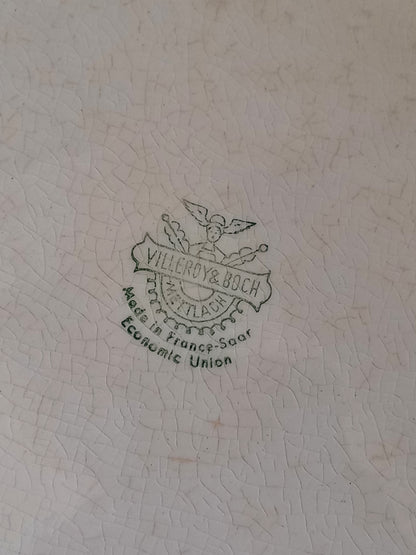 VILLEROY & BOCH
METTLACH
Made in France-Saar
Economic Union